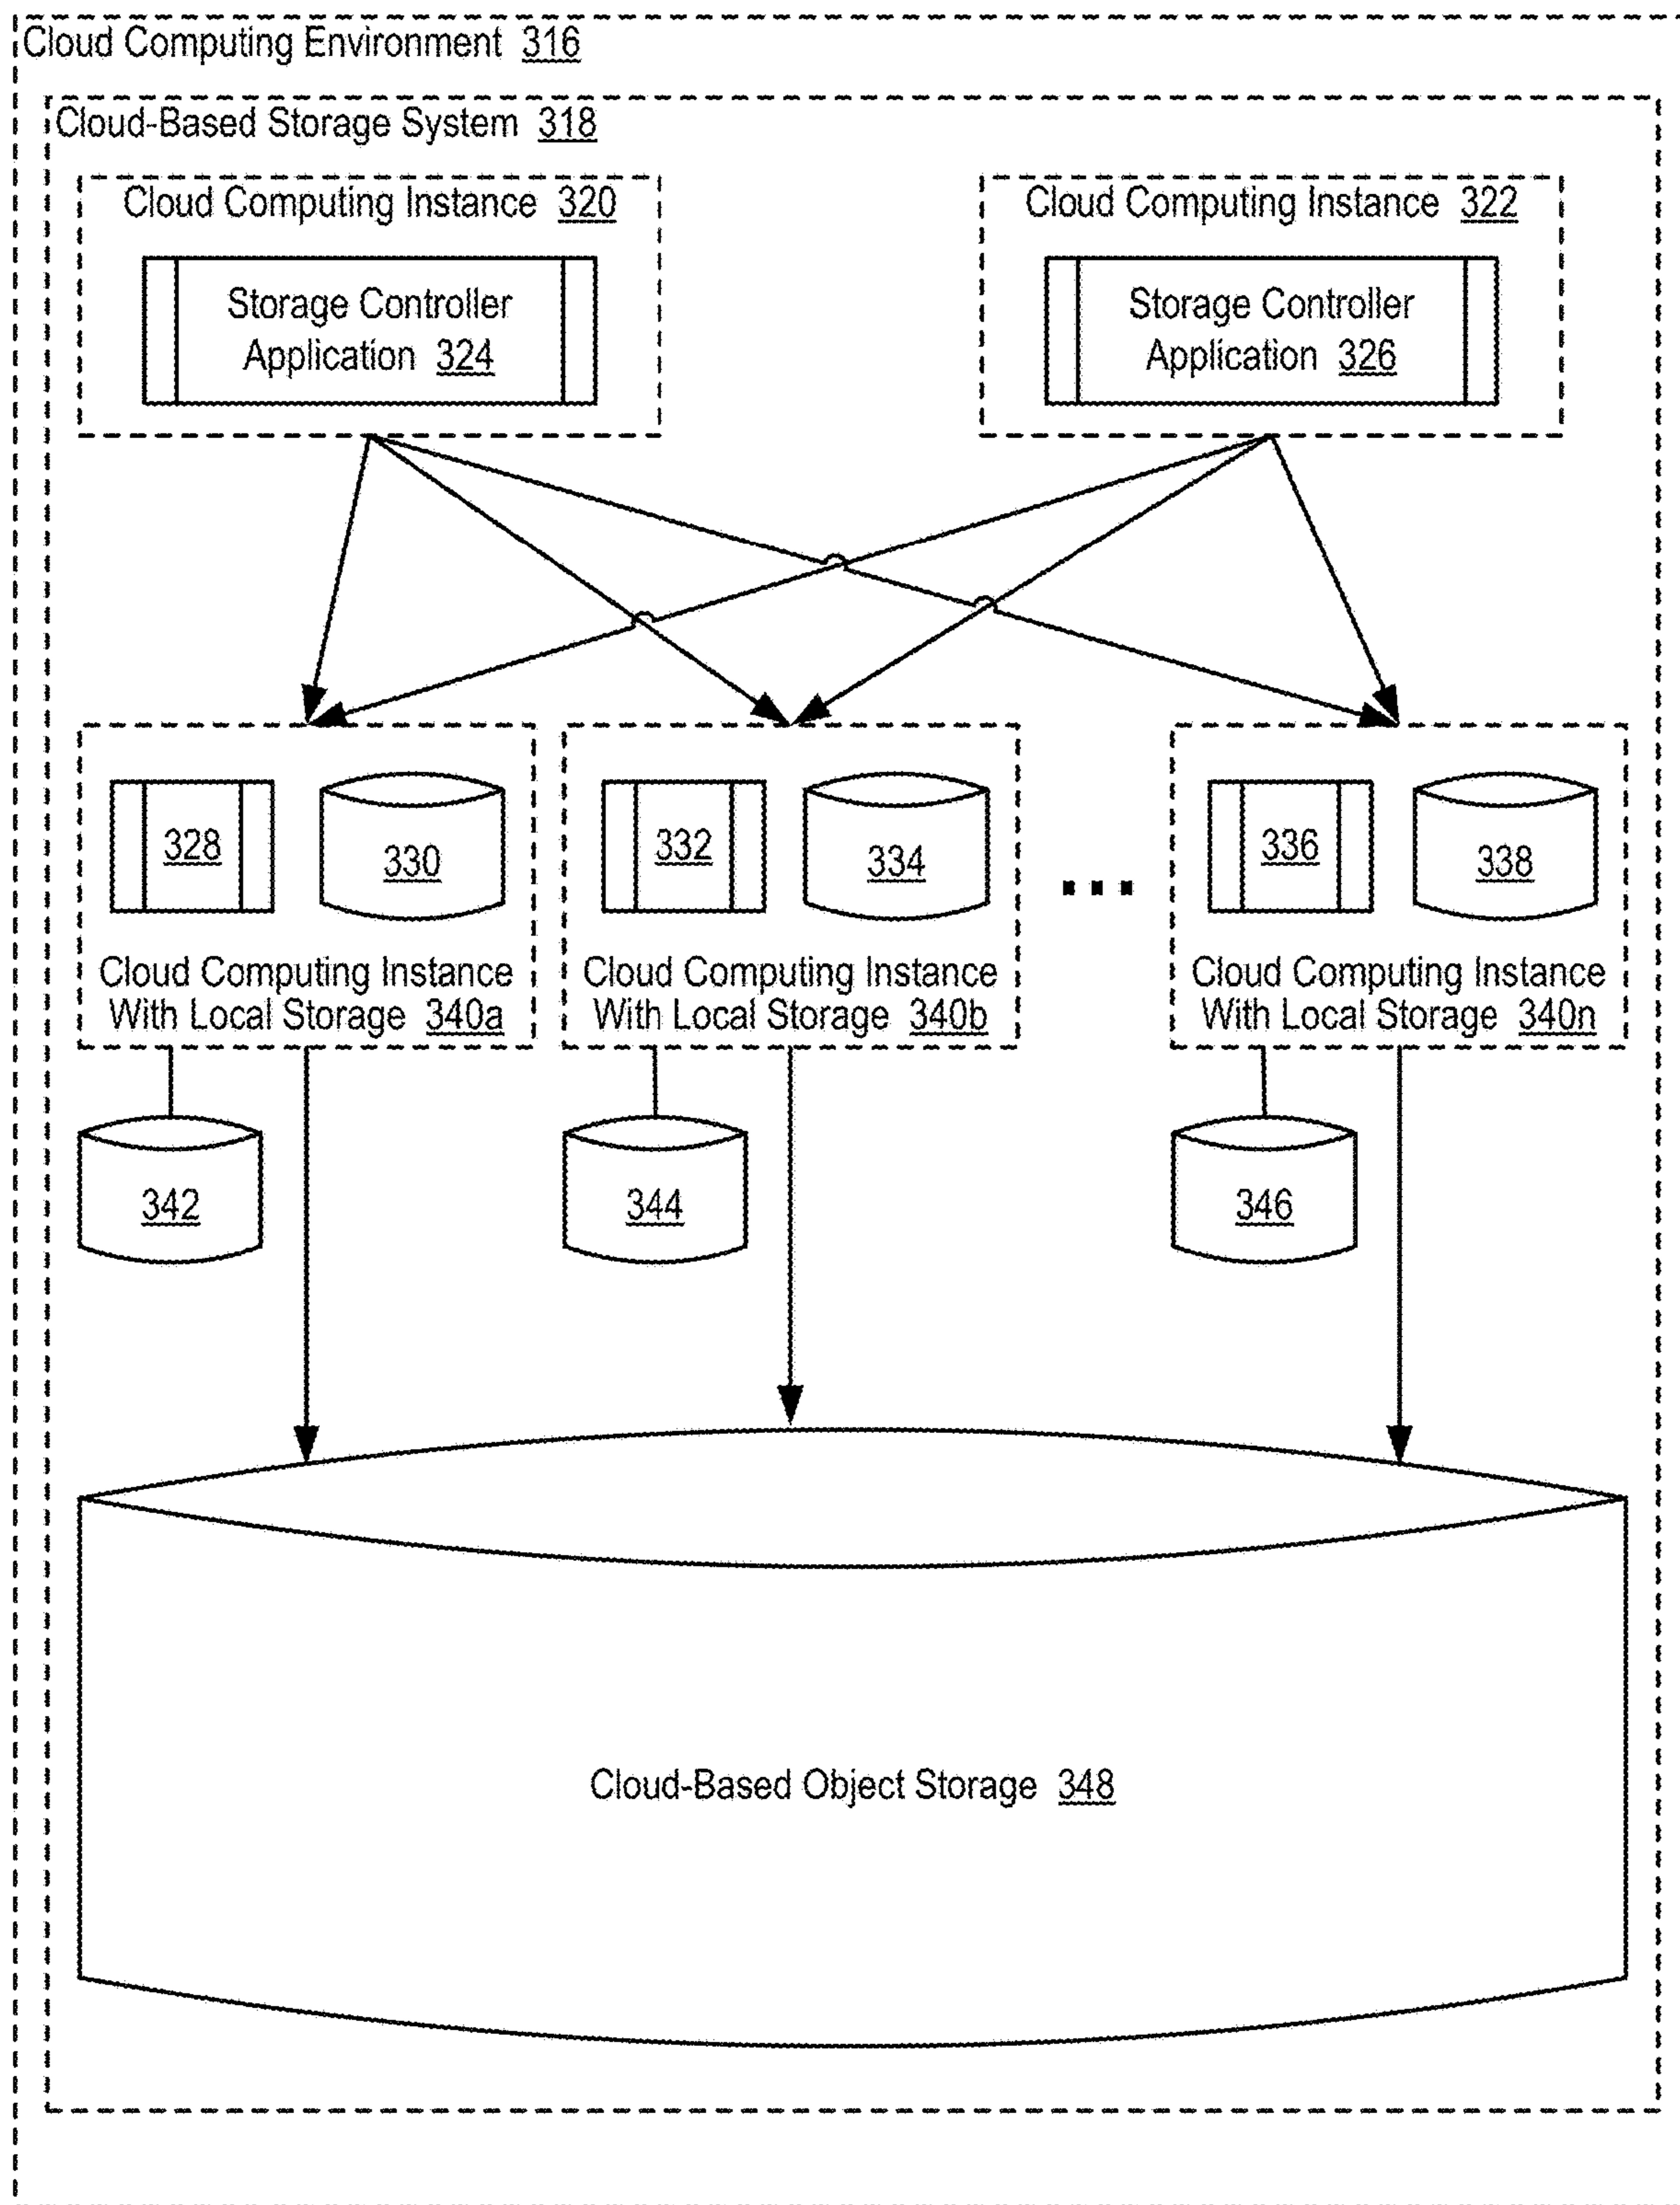 Cloud Computing Environment 316
Cloud-Based Storage System 318
Cloud Computing Instance 320
Storage Controller
Application 324
Cloud Computing Instance 322
Storage Controller
Application 326
328
330
Cloud Computing Instance
With Local Storage 340a
332
334
Cloud Computing Instance
With Local Storage 340b
336
338
Cloud Computing Instance
With Local Storage 340n
342
344
346
Cloud-Based Object Storage 348